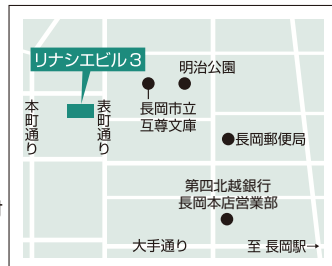 リナシエビル3
明治公園
本町通り
表町通り
長岡市立
互尊文庫
長岡郵便局
第四北越銀行
長岡本店営業部
大手通り
至 長岡駅→